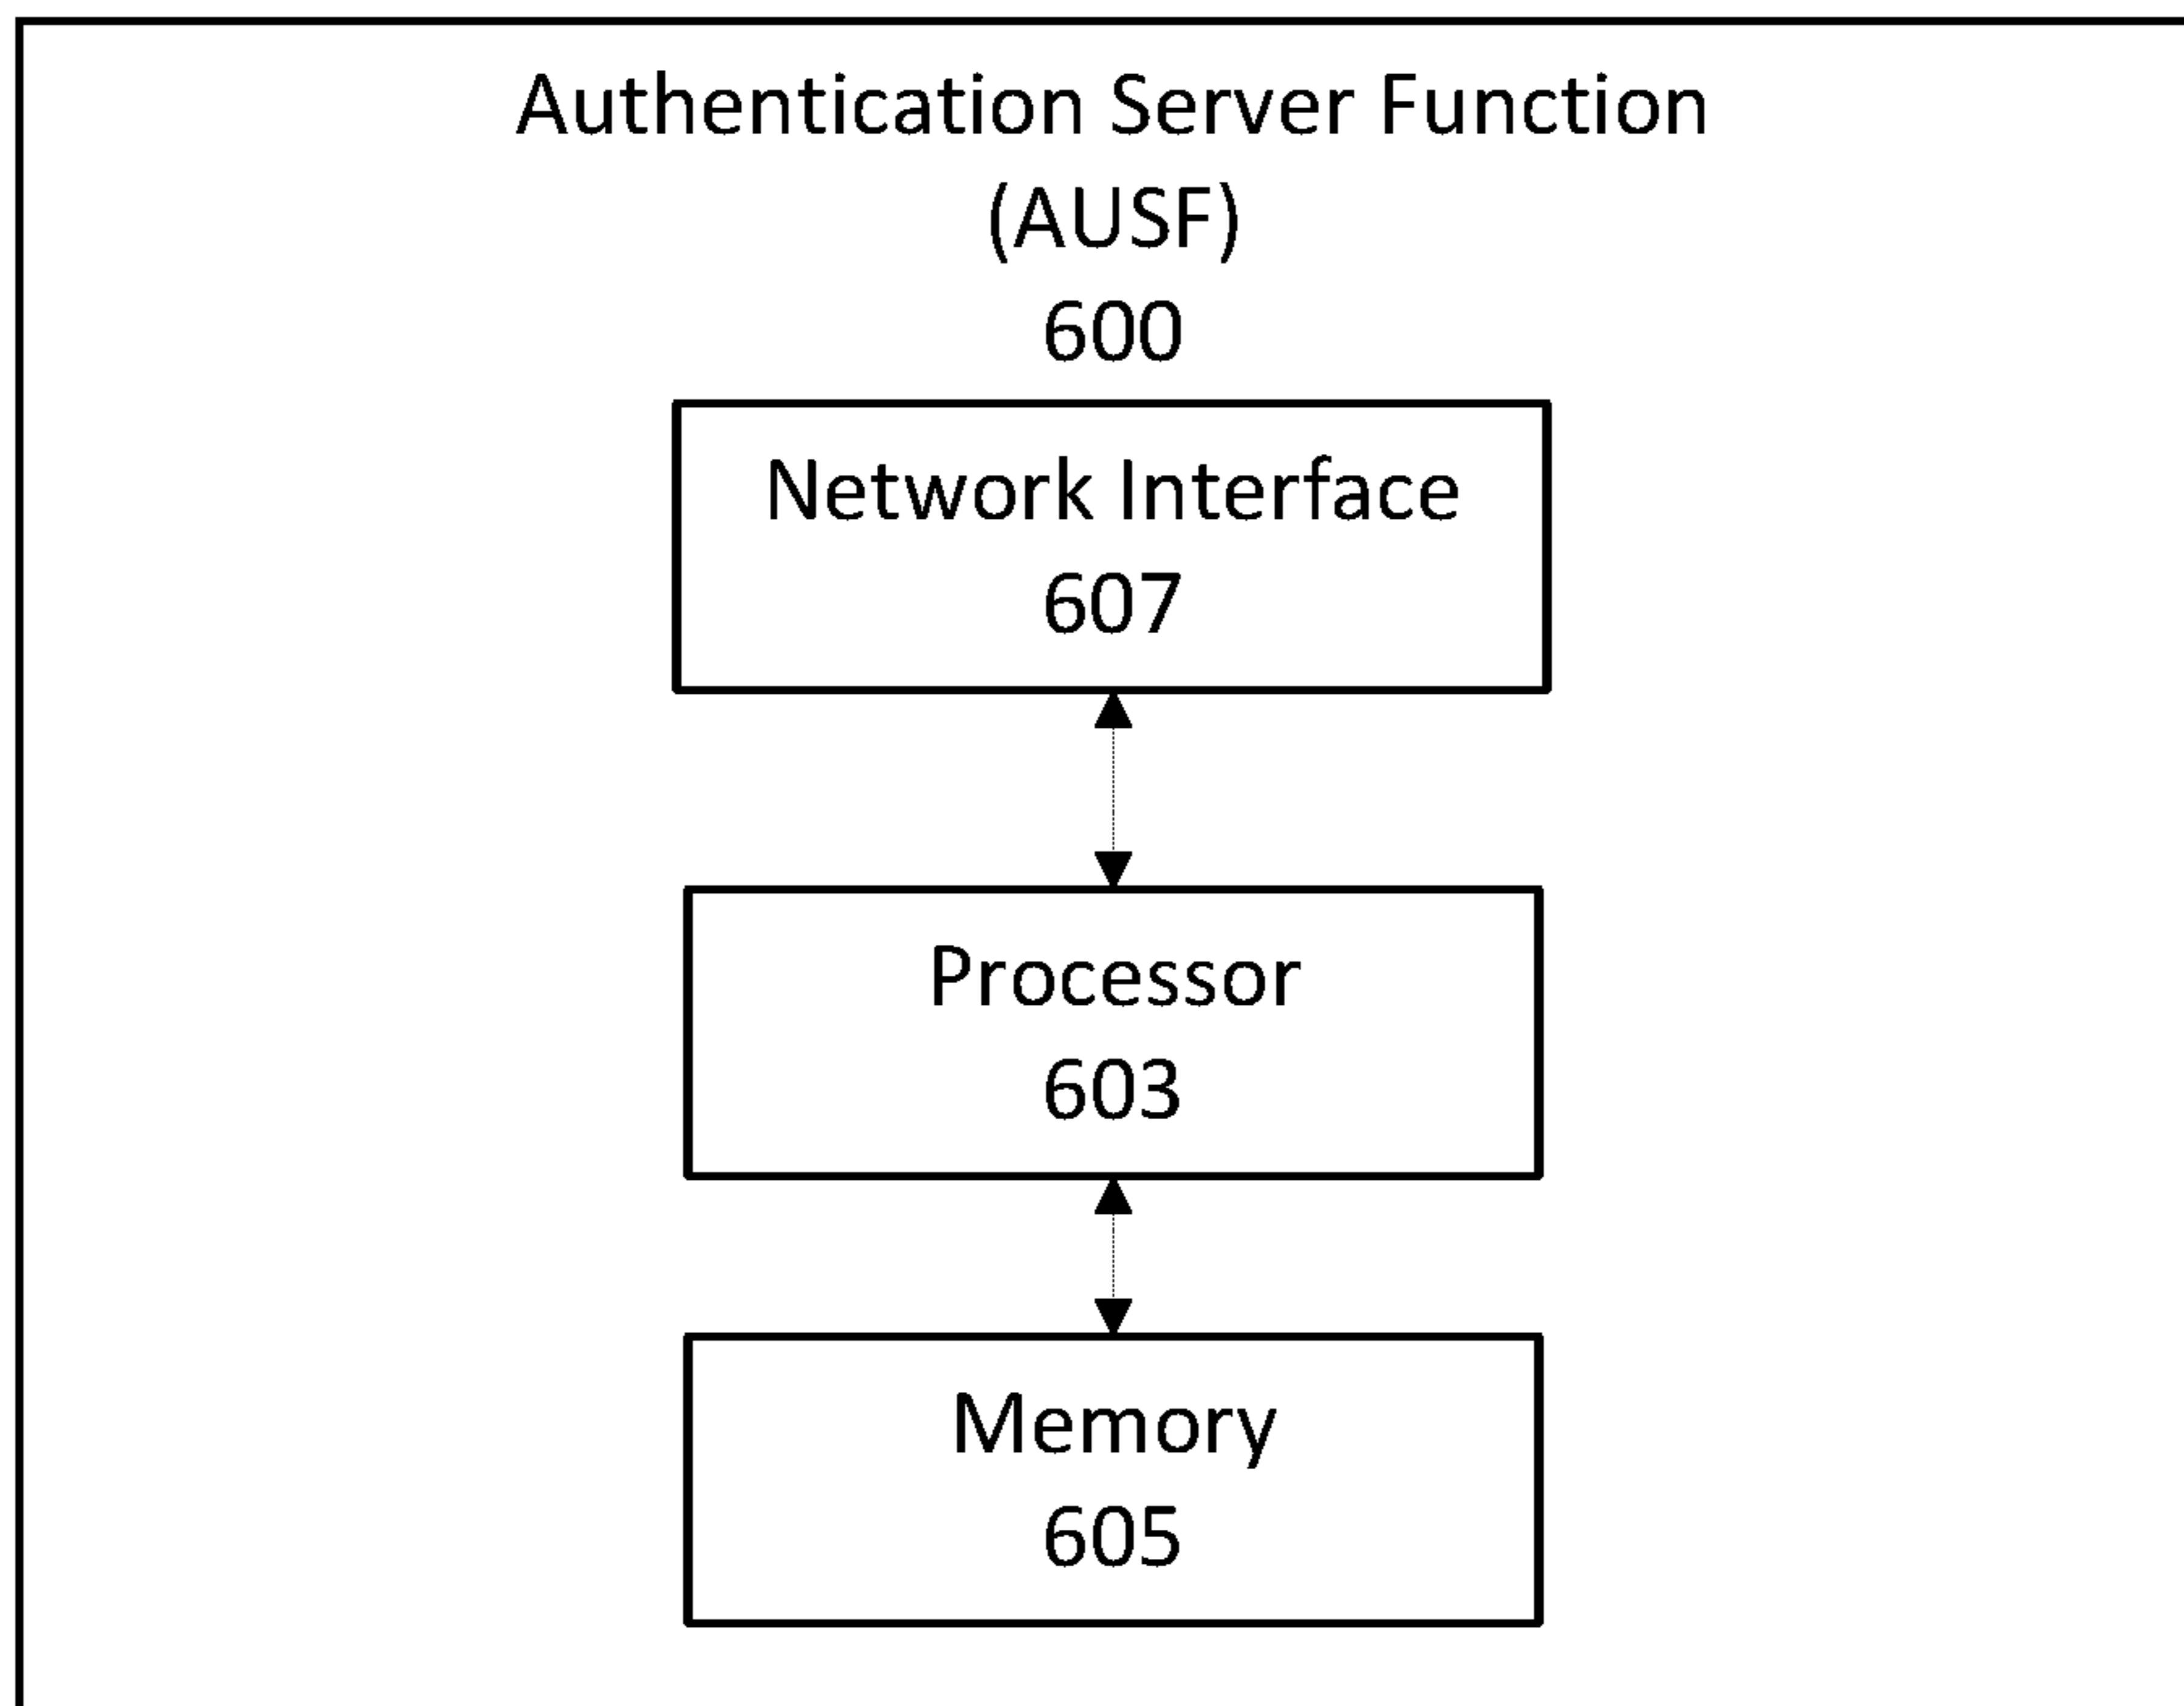 Authentication Server Function
(AUSF)
600
Network Interface
607
Processor
603
Memory
605